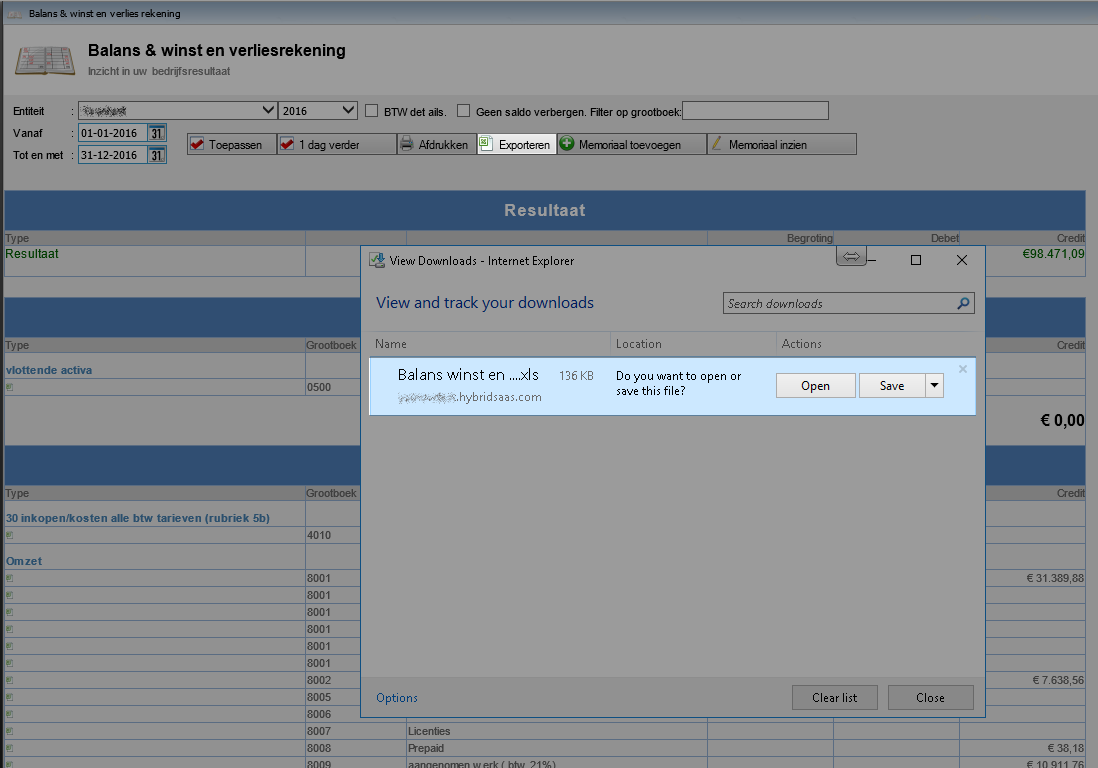 Balans & winst en verlies rekening
Balans & winst en verliesrekening
Inzicht in uw bedrijfsresultaat
Entiteit : 2016 BTW det ails. Geen saldo verbergen. Filter op grootboek:
Vanaf : 01-01-2016 31
Tot en met : 31-12-2016 31
Toepassen 1 dag verder Afdrukken Exporteren Memoriaal toevoegen Memoriaal inzien
Resultaat
Type Begroting Debet Credit
Resultaat €98.471,09
View Downloads - Internet Explorer
View and track your downloads
Search downloads
Name Location Actions
Balans winst en ....xls 136 KB Do you want to open or save this file? Open Save
.hybridsaas.com
Options Clear list Close
Type Grootboek Credit
vlottende activa
0500
€ 0,00
Type Grootboek Credit
30 inkopen/kosten alle btw tarieven (rubriek 5b)
4010
Omzet
8001 € 31.389,88
8001
8001
8001
8001
8001
8002 € 7.638,56
8005
8006
8007 Licenties
8008 Prepaid € 38,18
8009 aangenomen w erk ( btw 21%) € 10.911,76